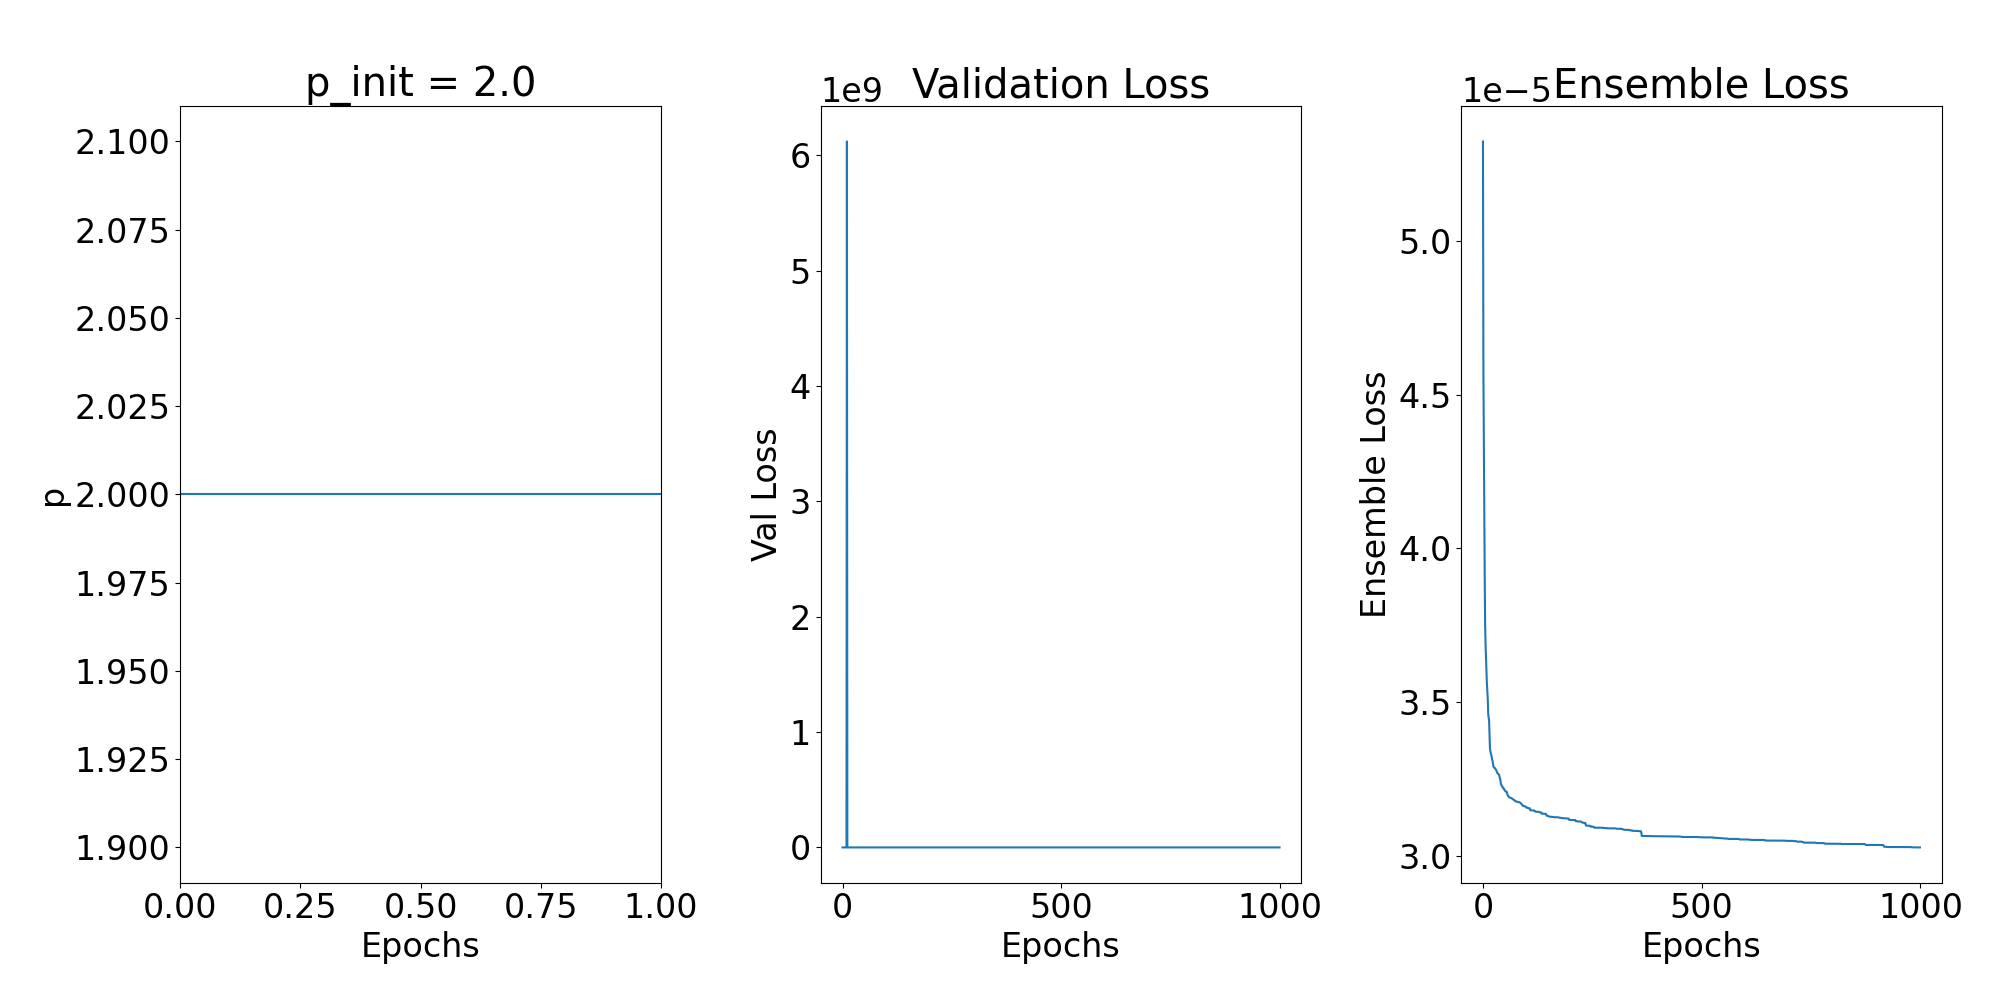 p_init = 2.0
2.100
2.075
2.050
2.025
2.000
1.975
1.950
1.925
1.900
p
0.00 0.25 0.50 0.75 1.00
Epochs
1e9 Validation Loss
6
5
4
3
2
1
0
Val Loss
0 500 1000
Epochs
1e−5 Ensemble Loss
5.0
4.5
4.0
3.5
3.0
Ensemble Loss
0 500 1000
Epochs